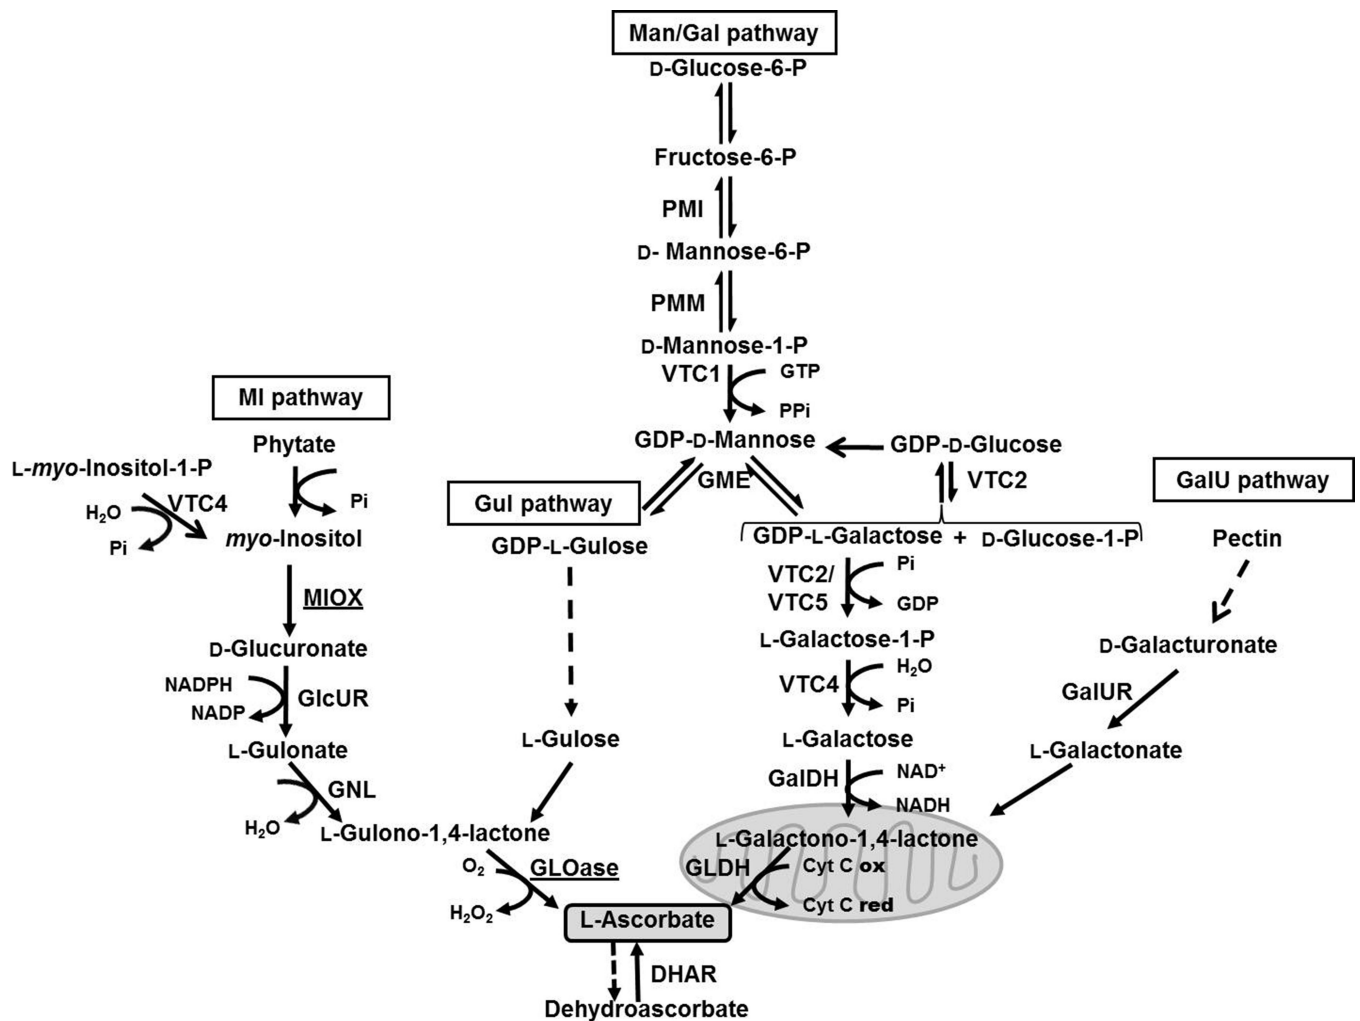 Man/Gal pathway
D-Glucose-6-P
Fructose-6-P
PMI
D- Mannose-6-P
PMM
D-Mannose-1-P
VTC1
GTP
PPi
GDP-D-Mannose
GDP-D-Glucose
GME
VTC2
MI pathway
Phytate
L-myo-Inositol-1-P
VTC4
H2O
Pi
Pi
myo-Inositol
MIOX
D-Glucuronate
NADPH
NADP
GlcUR
L-Gulonate
GNL
H2O
L-Gulono-1,4-lactone
O2
GLOase
H2O2
Gul pathway
GDP-L-Gulose
L-Gulose
GDP-L-Galactose + D-Glucose-1-P
VTC2/
VTC5
Pi
GDP
L-Galactose-1-P
VTC4
H2O
Pi
L-Galactose
GalDH
NAD+
NADH
L-Galactono-1,4-lactone
GLDH
Cyt C ox
Cyt C red
GalU pathway
Pectin
D-Galacturonate
GalUR
L-Galactonate
L-Ascorbate
DHAR
Dehydroascorbate